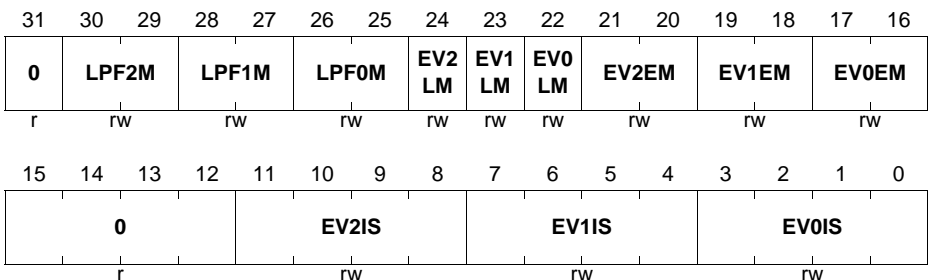 31 30 29 28 27 26 25 24 23 22 21 20 19 18 17 16
0 LPF2M LPF1M LPF0M EV2 LM EV1 LM EV0 LM EV2EM EV1EM EV0EM
r rw rw rw rw rw rw rw rw rw
15 14 13 12 11 10 9 8 7 6 5 4 3 2 1 0
0 EV2IS EV1IS EV0IS
r rw rw rw